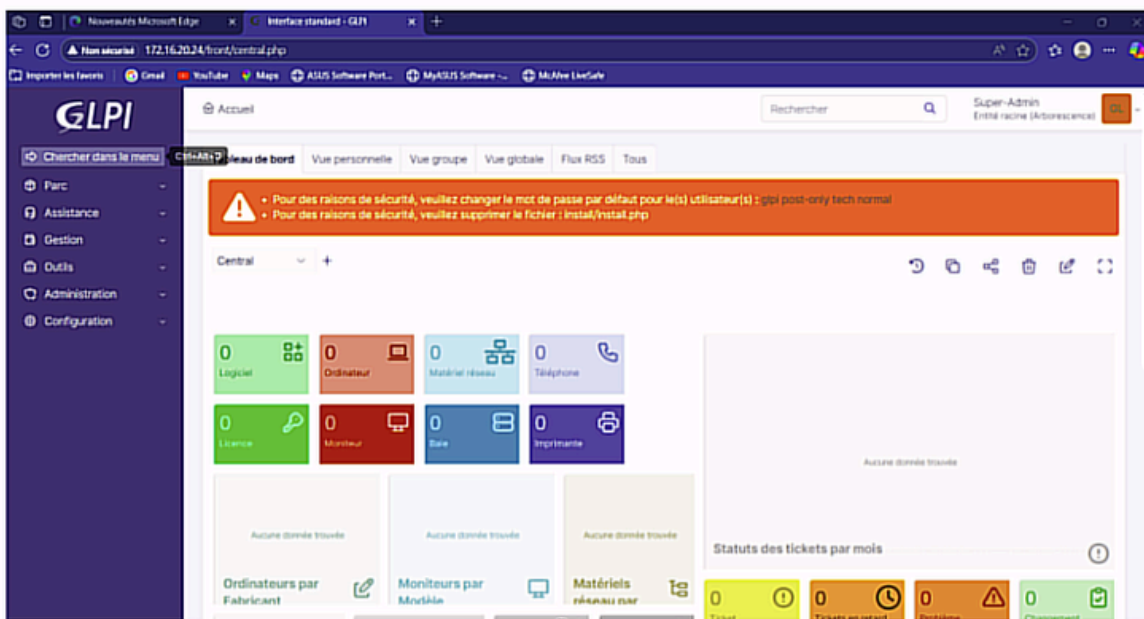 Nouveautés Microsoft Edge
Interface standard - GLPI
Non sécurisé 172.16.20.24/front/central.php
Importer les favoris
Gmail
YouTube
Maps
ASUS Software Port...
MyASUS Software -...
McAfee LiveSafe
GLPI
Accueil
Rechercher
Super-Admin
Entité racine (Arborescence)
GL
Chercher dans le menu
Parc
Assistance
Gestion
Outils
Administration
Configuration
bleau de bord
Vue personnelle
Vue groupe
Vue globale
Flux RSS
Tous
Pour des raisons de sécurité, veuillez changer le mot de passe par défaut pour le(s) utilisateur(s) : glpi post-only tech normal
Pour des raisons de sécurité, veuillez supprimer le fichier : install/install.php
Central
0
Logiciel
0
Ordinateur
0
Matériel réseau
0
Téléphone
0
Licence
0
Moniteur
0
Baie
0
Imprimante
Aucune donnée trouvée
Ordinateurs par
Fabricant
Aucune donnée trouvée
Moniteurs par
Modèle
Aucune donnée trouvée
Matériels
réseau par
Aucune donnée trouvée
Statuts des tickets par mois
0
Ticket
0
Tickets en retard
0
Problème
0
Changement